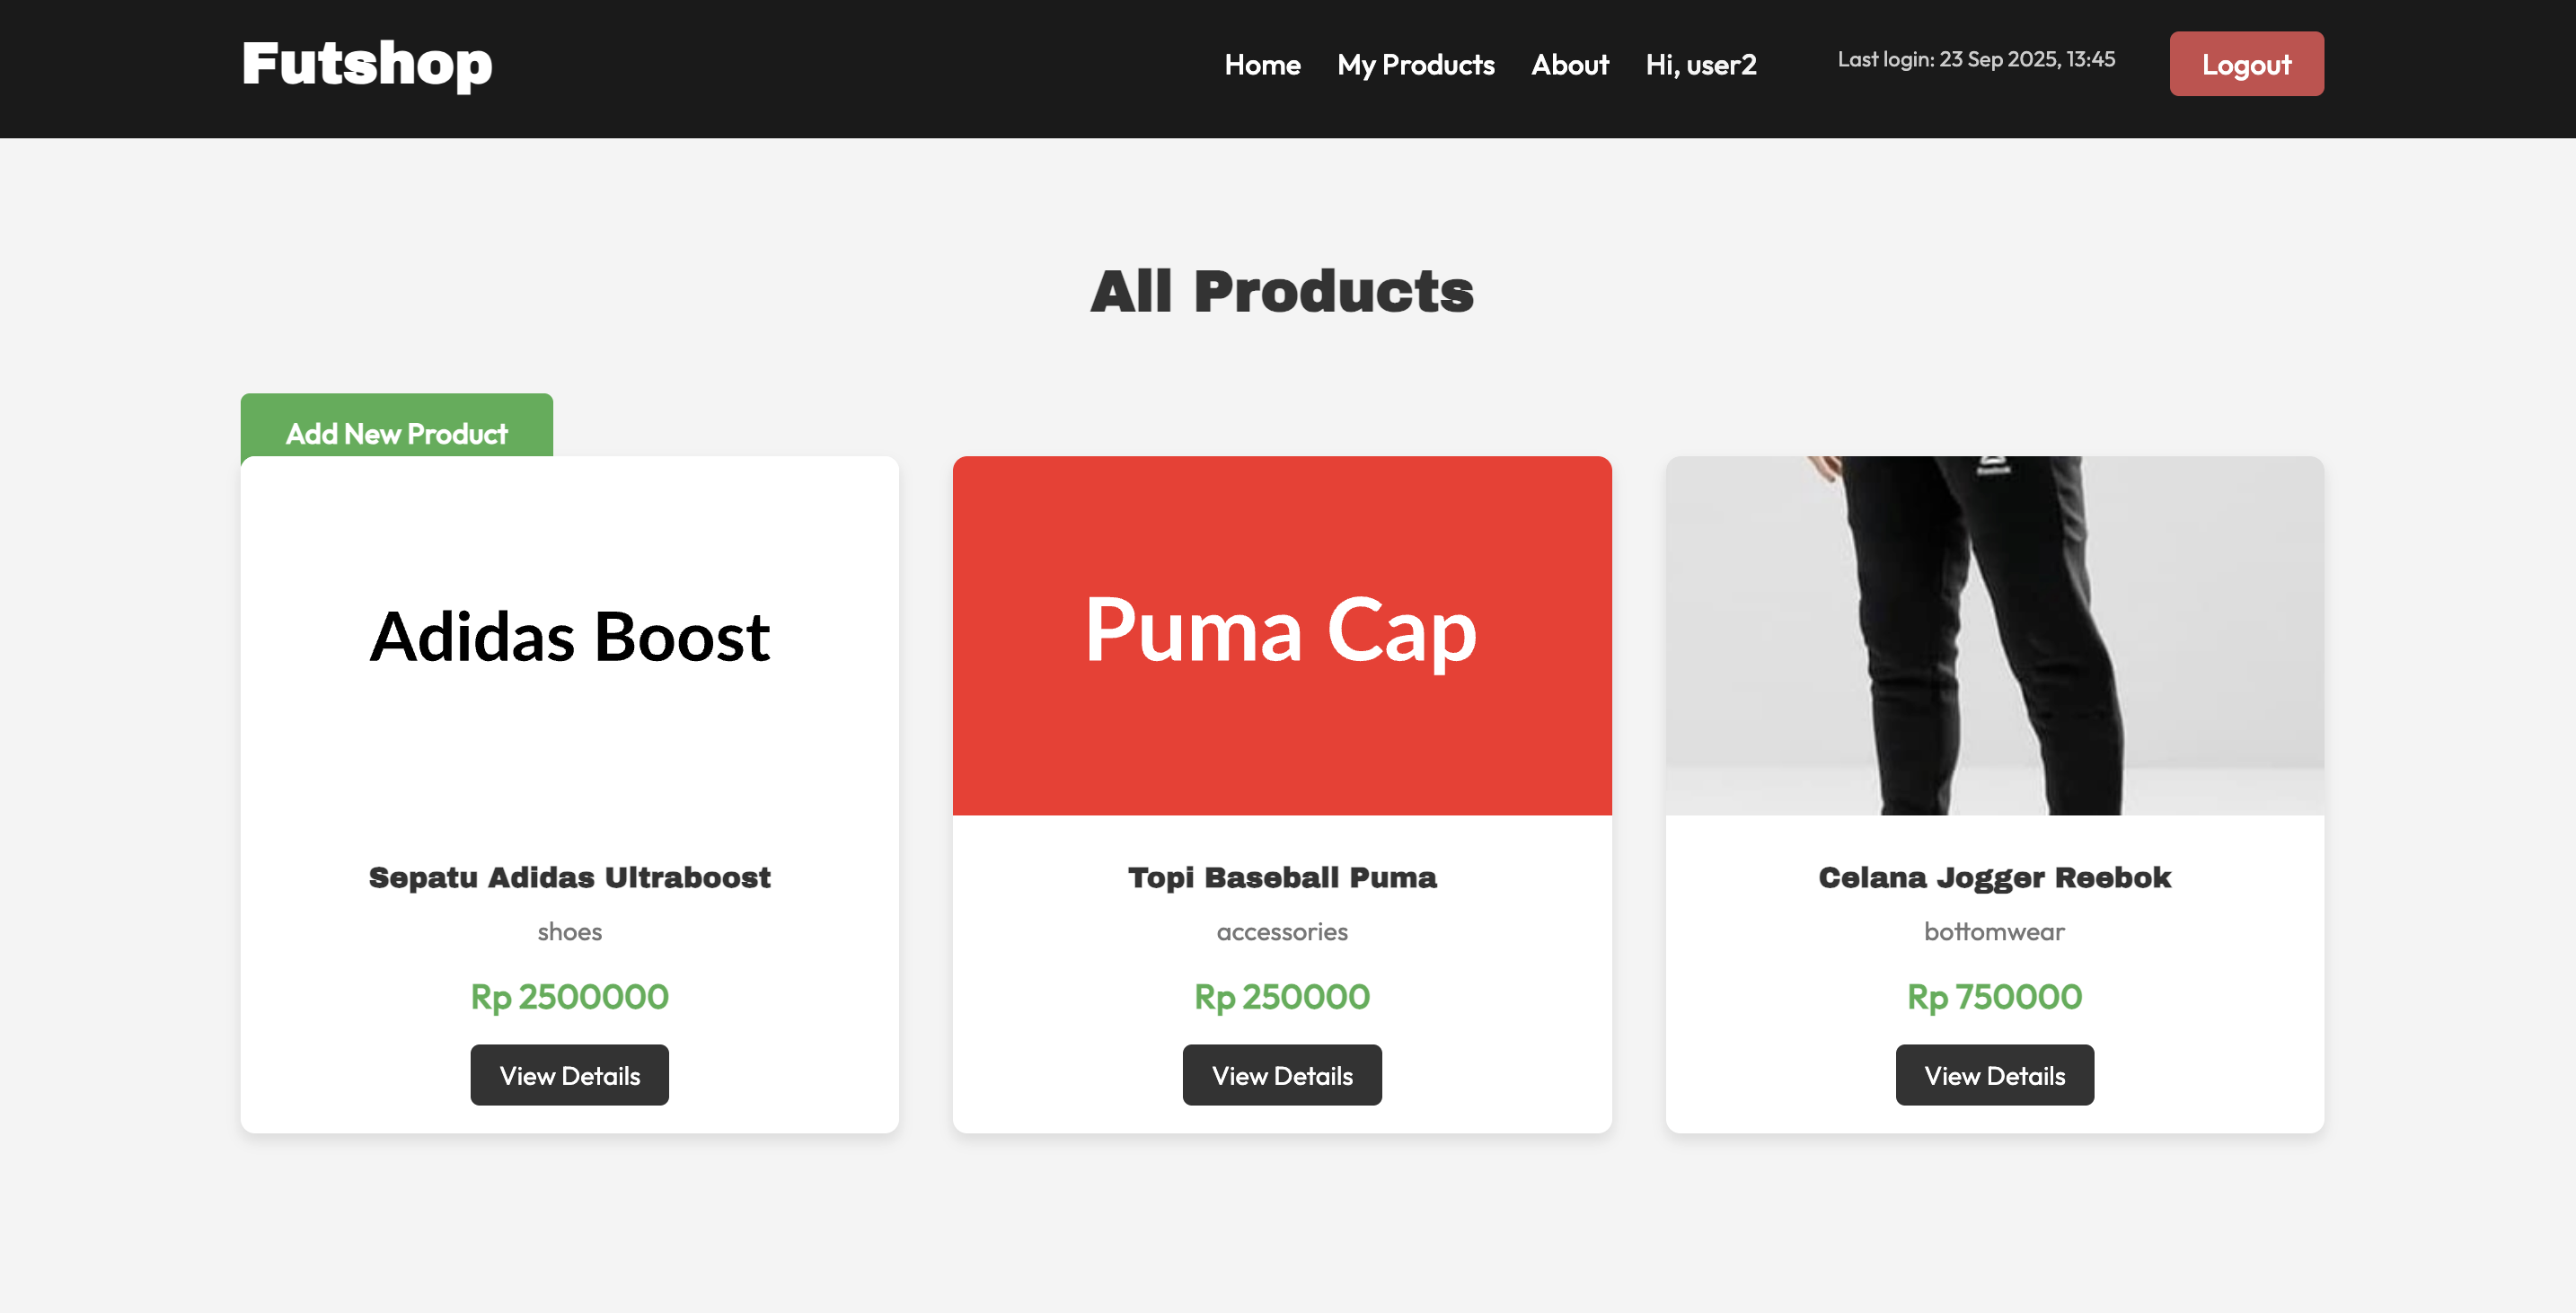 Futshop
Home My Products About Hi, user2 Last login: 23 Sep 2025, 13:45 Logout
All Products
Add New Product
Adidas Boost
Puma Cap
Sepatu Adidas Ultraboost
shoes
Rp 2500000
View Details
Topi Baseball Puma
accessories
Rp 250000
View Details
Celana Jogger Reebok
bottomwear
Rp 750000
View Details